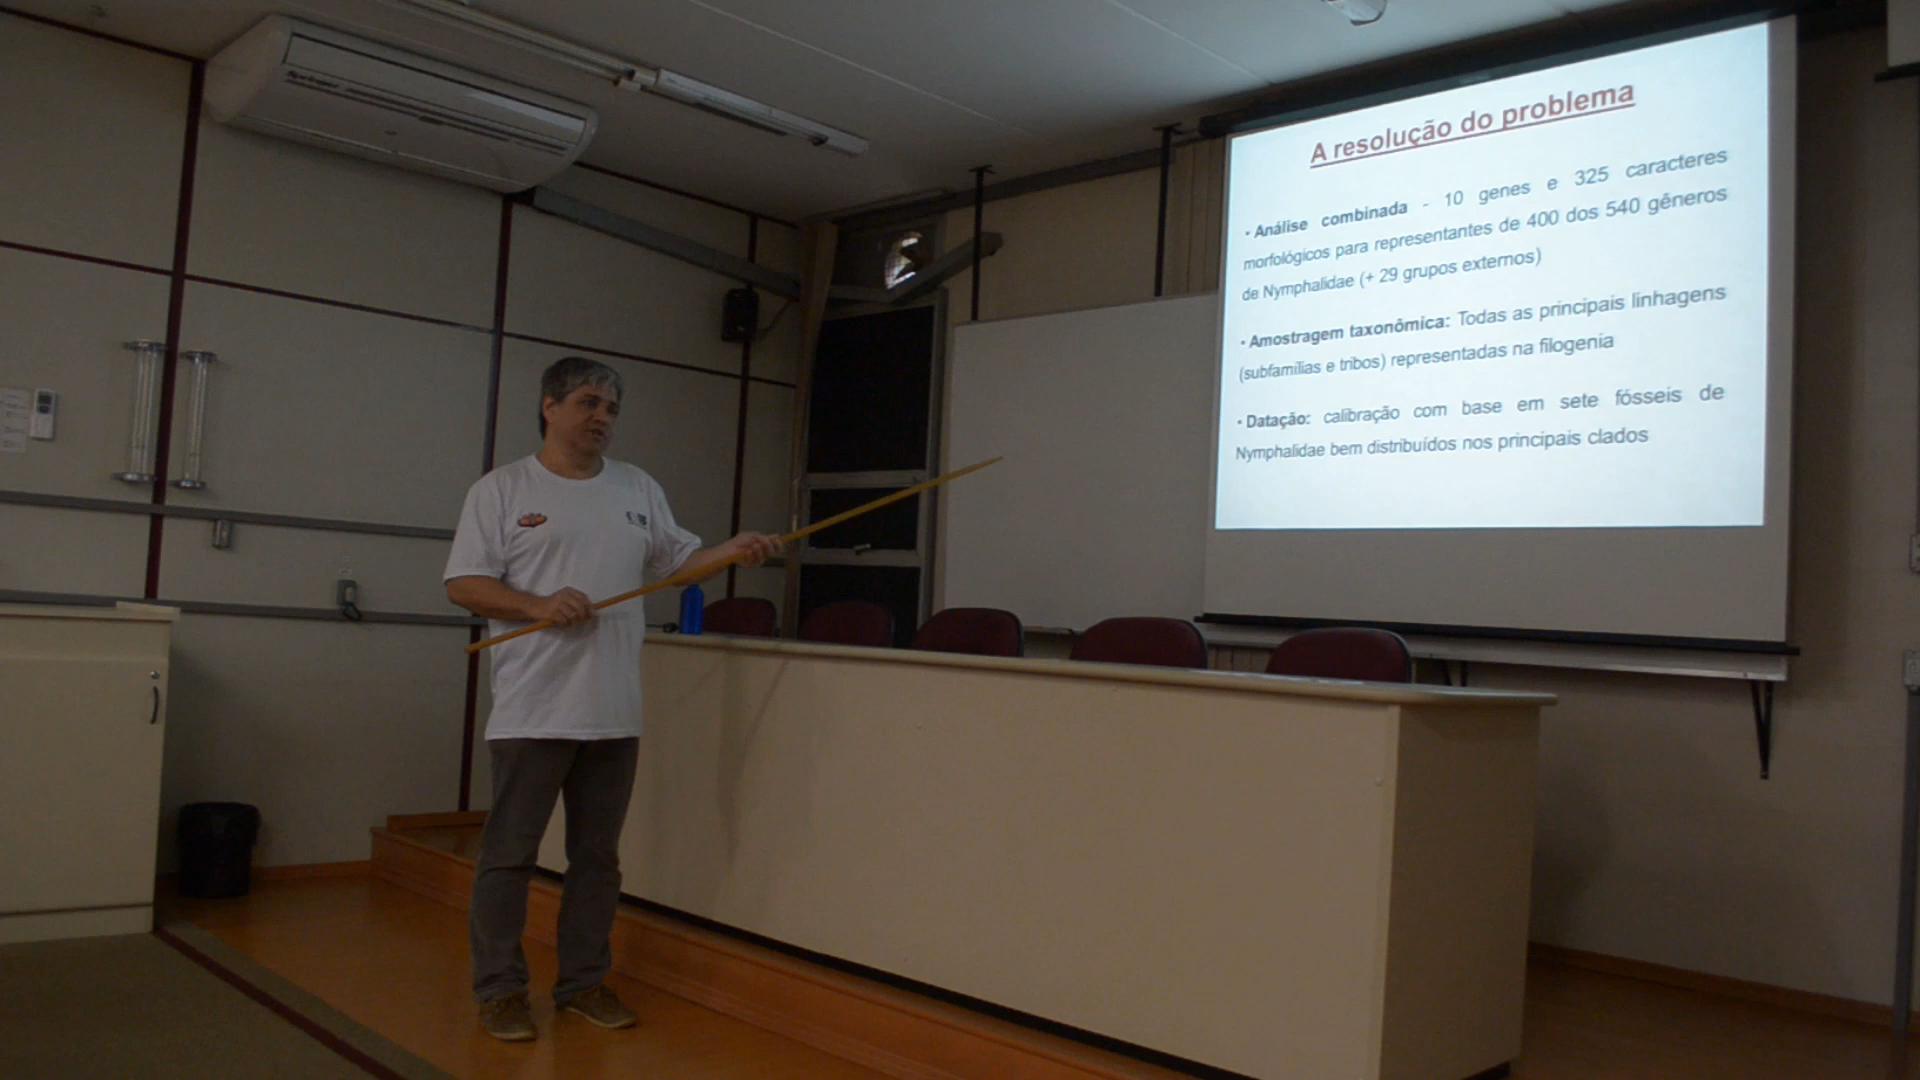 A resolução do problema
• Análise combinada - 10 genes e 325 caracteres
morfológicos para representantes de 400 dos 540 gêneros
de Nymphalidae (+ 29 grupos externos)
• Amostragem taxonômica: Todas as principais linhagens
(subfamílias e tribos) representadas na filogenia
• Datação: calibração com base em sete fósseis de
Nymphalidae bem distribuídos nos principais clados